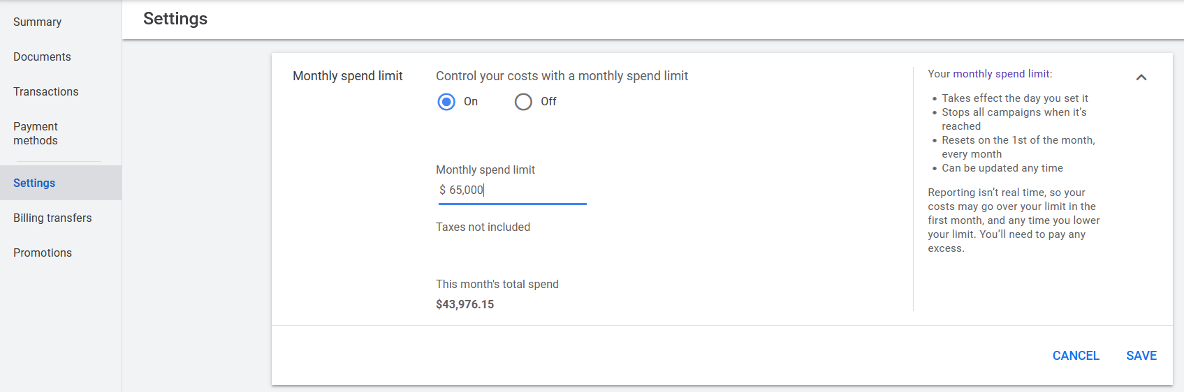 Summary
Documents
Transactions
Payment
methods
Settings
Billing transfers
Promotions
Settings
Monthly spend limit
Control your costs with a monthly spend limit
On
Off
Monthly spend limit
$ 65,000
Taxes not included
This month's total spend
$43,976.15
Your monthly spend limit:
• Takes effect the day you set it
• Stops all campaigns when it's
reached
• Resets on the 1st of the month,
every month
• Can be updated any time
Reporting isn't real time, so your
costs may go over your limit in the
first month, and any time you lower
your limit. You'll need to pay any
excess.
CANCEL
SAVE